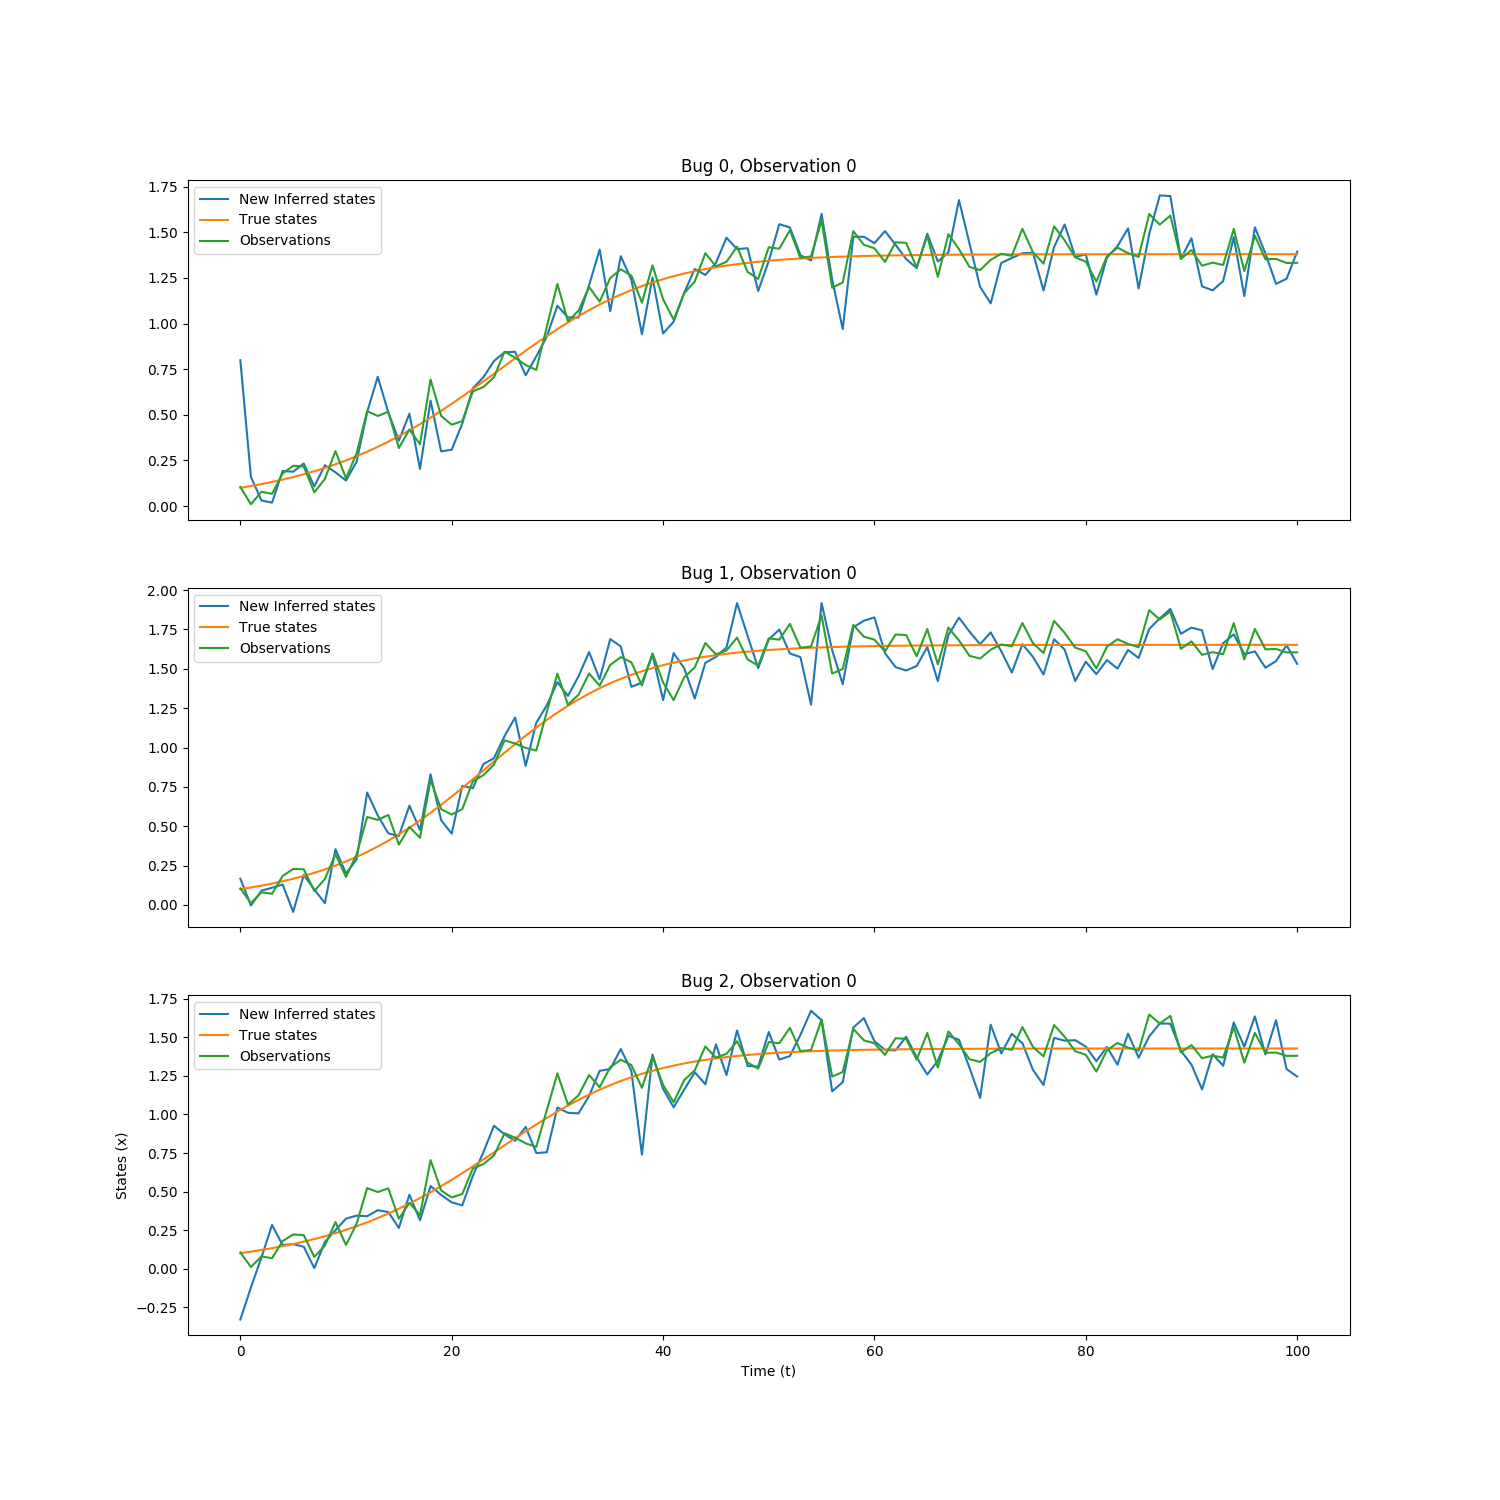 Bug 0, Observation 0
1.75
1.50
1.25
1.00
0.75
0.50
0.25
0.00
New Inferred states
True states
Observations
Bug 1, Observation 0
2.00
1.75
1.50
1.25
1.00
0.75
0.50
0.25
0.00
New Inferred states
True states
Observations
Bug 2, Observation 0
1.75
1.50
1.25
1.00
0.75
0.50
0.25
0.00
−0.25
New Inferred states
True states
Observations
States (x)
0 20 40 60 80 100
Time (t)